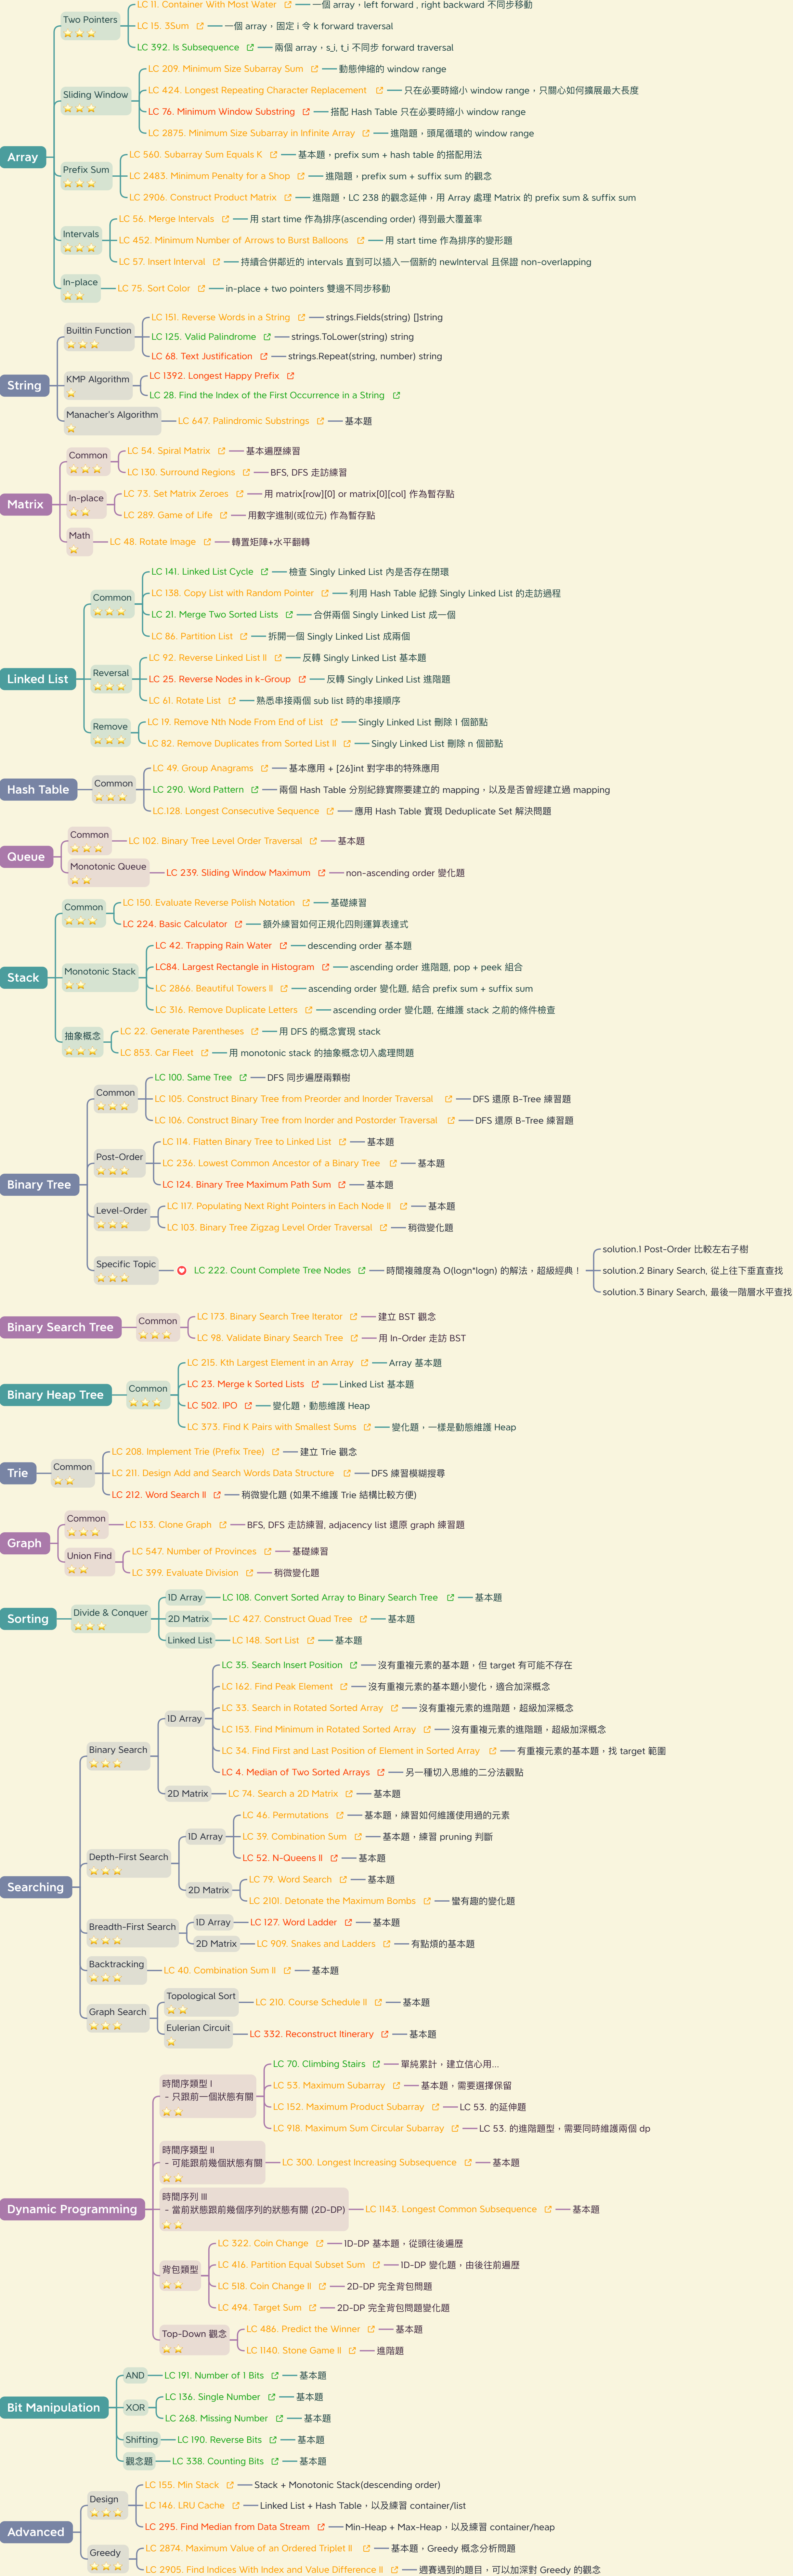 Array
Two Pointers
LC 11. Container With Most Water 一個 array，left forward , right backward 不同步移動
LC 15. 3Sum 一個 array，固定 i 令 k forward traversal
LC 392. Is Subsequence 兩個 array，s_i, t_i 不同步 forward traversal
Sliding Window
LC 209. Minimum Size Subarray Sum 動態伸縮的 window range
LC 424. Longest Repeating Character Replacement 只在必要時縮小 window range，只關心如何擴展最大長度
LC 76. Minimum Window Substring 搭配 Hash Table 只在必要時縮小 window range
LC 2875. Minimum Size Subarray in Infinite Array 進階題，頭尾循環的 window range
Prefix Sum
LC 560. Subarray Sum Equals K 基本題，prefix sum + hash table 的搭配用法
LC 2483. Minimum Penalty for a Shop 進階題，prefix sum + suffix sum 的觀念
LC 2906. Construct Product Matrix 進階題，LC 238 的觀念延伸，用 Array 處理 Matrix 的 prefix sum & suffix sum
Intervals
LC 56. Merge Intervals 用 start time 作為排序(ascending order) 得到最大覆蓋率
LC 452. Minimum Number of Arrows to Burst Balloons 用 start time 作為排序的變形題
LC 57. Insert Interval 持續合併鄰近的 intervals 直到可以插入一個新的 newInterval 且保證 non-overlapping
In-place
LC 75. Sort Color in-place + two pointers 雙邊不同步移動
String
Builtin Function
LC 151. Reverse Words in a String strings.Fields(string) []string
LC 125. Valid Palindrome strings.ToLower(string) string
LC 68. Text Justification strings.Repeat(string, number) string
KMP Algorithm
LC 1392. Longest Happy Prefix
LC 28. Find the Index of the First Occurrence in a String
Manacher's Algorithm
LC 647. Palindromic Substrings 基本題
Matrix
Common
LC 54. Spiral Matrix 基本遍歷練習
LC 130. Surround Regions BFS, DFS 走訪練習
In-place
LC 73. Set Matrix Zeroes 用 matrix[row][0] or matrix[0][col] 作為暫存點
LC 289. Game of Life 用數字進制(或位元) 作為暫存點
Math
LC 48. Rotate Image 轉置矩陣+水平翻轉
Linked List
Common
LC 141. Linked List Cycle 檢查 Singly Linked List 內是否存在閉環
LC 138. Copy List with Random Pointer 利用 Hash Table 紀錄 Singly Linked List 的走訪過程
LC 21. Merge Two Sorted Lists 合併兩個 Singly Linked List 成一個
LC 86. Partition List 拆開一個 Singly Linked List 成兩個
Reversal
LC 92. Reverse Linked List II 反轉 Singly Linked List 基本題
LC 25. Reverse Nodes in k-Group 反轉 Singly Linked List 進階題
LC 61. Rotate List 熟悉串接兩個 sub list 時的串接順序
Remove
LC 19. Remove Nth Node From End of List Singly Linked List 刪除 1 個節點
LC 82. Remove Duplicates from Sorted List II Singly Linked List 刪除 n 個節點
Hash Table
Common
LC 49. Group Anagrams 基本應用 + [26]int 對字串的特殊應用
LC 290. Word Pattern 兩個 Hash Table 分別紀錄實際要建立的 mapping，以及是否曾經建立過 mapping
LC.128. Longest Consecutive Sequence 應用 Hash Table 實現 Deduplicate Set 解決問題
Queue
Common
LC 102. Binary Tree Level Order Traversal 基本題
Monotonic Queue
LC 239. Sliding Window Maximum non-ascending order 變化題
Stack
Common
LC 150. Evaluate Reverse Polish Notation 基礎練習
LC 224. Basic Calculator 額外練習如何正規化四則運算表達式
Monotonic Stack
LC 42. Trapping Rain Water descending order 基本題
LC84. Largest Rectangle in Histogram ascending order 進階題, pop + peek 組合
LC 2866. Beautiful Towers II ascending order 變化題, 結合 prefix sum + suffix sum
LC 316. Remove Duplicate Letters ascending order 變化題, 在維護 stack 之前的條件檢查
抽象概念
LC 22. Generate Parentheses 用 DFS 的概念實現 stack
LC 853. Car Fleet 用 monotonic stack 的抽象概念切入處理問題
Binary Tree
Common
LC 100. Same Tree DFS 同步遍歷兩顆樹
LC 105. Construct Binary Tree from Preorder and Inorder Traversal DFS 還原 B-Tree 練習題
LC 106. Construct Binary Tree from Inorder and Postorder Traversal DFS 還原 B-Tree 練習題
Post-Order
LC 114. Flatten Binary Tree to Linked List 基本題
LC 236. Lowest Common Ancestor of a Binary Tree 基本題
LC 124. Binary Tree Maximum Path Sum 基本題
Level-Order
LC 117. Populating Next Right Pointers in Each Node II 基本題
LC 103. Binary Tree Zigzag Level Order Traversal 稍微變化題
Specific Topic
LC 222. Count Complete Tree Nodes 時間複雜度為 O(logn*logn) 的解法，超級經典！
solution.1 Post-Order 比較左右子樹
solution.2 Binary Search, 從上往下垂直查找
solution.3 Binary Search, 最後一階層水平查找
Binary Search Tree
Common
LC 173. Binary Search Tree Iterator 建立 BST 觀念
LC 98. Validate Binary Search Tree 用 In-Order 走訪 BST
Binary Heap Tree
Common
LC 215. Kth Largest Element in an Array Array 基本題
LC 23. Merge k Sorted Lists Linked List 基本題
LC 502. IPO 變化題，動態維護 Heap
LC 373. Find K Pairs with Smallest Sums 變化題，一樣是動態維護 Heap
Trie
Common
LC 208. Implement Trie (Prefix Tree) 建立 Trie 觀念
LC 211. Design Add and Search Words Data Structure DFS 練習模糊搜尋
LC 212. Word Search II 稍微變化題 (如果不維護 Trie 結構比較方便)
Graph
Common
LC 133. Clone Graph BFS, DFS 走訪練習, adjacency list 還原 graph 練習題
Union Find
LC 547. Number of Provinces 基礎練習
LC 399. Evaluate Division 稍微變化題
Sorting
Divide & Conquer
1D Array LC 108. Convert Sorted Array to Binary Search Tree 基本題
2D Matrix LC 427. Construct Quad Tree 基本題
Linked List LC 148. Sort List 基本題
Searching
Binary Search
1D Array
LC 35. Search Insert Position 沒有重複元素的基本題，但 target 有可能不存在
LC 162. Find Peak Element 沒有重複元素的基本題小變化，適合加深概念
LC 33. Search in Rotated Sorted Array 沒有重複元素的進階題，超級加深概念
LC 153. Find Minimum in Rotated Sorted Array 沒有重複元素的進階題，超級加深概念
LC 34. Find First and Last Position of Element in Sorted Array 有重複元素的基本題，找 target 範圍
LC 4. Median of Two Sorted Arrays 另一種切入思維的二分法觀點
2D Matrix LC 74. Search a 2D Matrix 基本題
Depth-First Search
1D Array
LC 46. Permutations 基本題，練習如何維護使用過的元素
LC 39. Combination Sum 基本題，練習 pruning 判斷
LC 52. N-Queens II 基本題
2D Matrix
LC 79. Word Search 基本題
LC 2101. Detonate the Maximum Bombs 蠻有趣的變化題
Breadth-First Search
1D Array LC 127. Word Ladder 基本題
2D Matrix LC 909. Snakes and Ladders 有點煩的基本題
Backtracking
LC 40. Combination Sum II 基本題
Graph Search
Topological Sort
LC 210. Course Schedule II 基本題
Eulerian Circuit
LC 332. Reconstruct Itinerary 基本題
Dynamic Programming
時間序類型 I
- 只跟前一個狀態有關
LC 70. Climbing Stairs 單純累計，建立信心用...
LC 53. Maximum Subarray 基本題，需要選擇保留
LC 152. Maximum Product Subarray LC 53. 的延伸題
LC 918. Maximum Sum Circular Subarray LC 53. 的進階題型，需要同時維護兩個 dp
時間序類型 II
- 可能跟前幾個狀態有關
LC 300. Longest Increasing Subsequence 基本題
時間序列 III
- 當前狀態跟前幾個序列的狀態有關 (2D-DP)
LC 1143. Longest Common Subsequence 基本題
背包類型
LC 322. Coin Change 1D-DP 基本題，從頭往後遍歷
LC 416. Partition Equal Subset Sum 1D-DP 變化題，由後往前遍歷
LC 518. Coin Change II 2D-DP 完全背包問題
LC 494. Target Sum 2D-DP 完全背包問題變化題
Top-Down 觀念
LC 486. Predict the Winner 基本題
LC 1140. Stone Game II 進階題
Bit Manipulation
AND LC 191. Number of 1 Bits 基本題
XOR
LC 136. Single Number 基本題
LC 268. Missing Number 基本題
Shifting LC 190. Reverse Bits 基本題
觀念題 LC 338. Counting Bits 基本題
Advanced
Design
LC 155. Min Stack Stack + Monotonic Stack(descending order)
LC 146. LRU Cache Linked List + Hash Table，以及練習 container/list
LC 295. Find Median from Data Stream Min-Heap + Max-Heap，以及練習 container/heap
Greedy
LC 2874. Maximum Value of an Ordered Triplet II 基本題，Greedy 概念分析問題
LC 2905. Find Indices With Index and Value Difference II 週賽遇到的題目，可以加深對 Greedy 的觀念